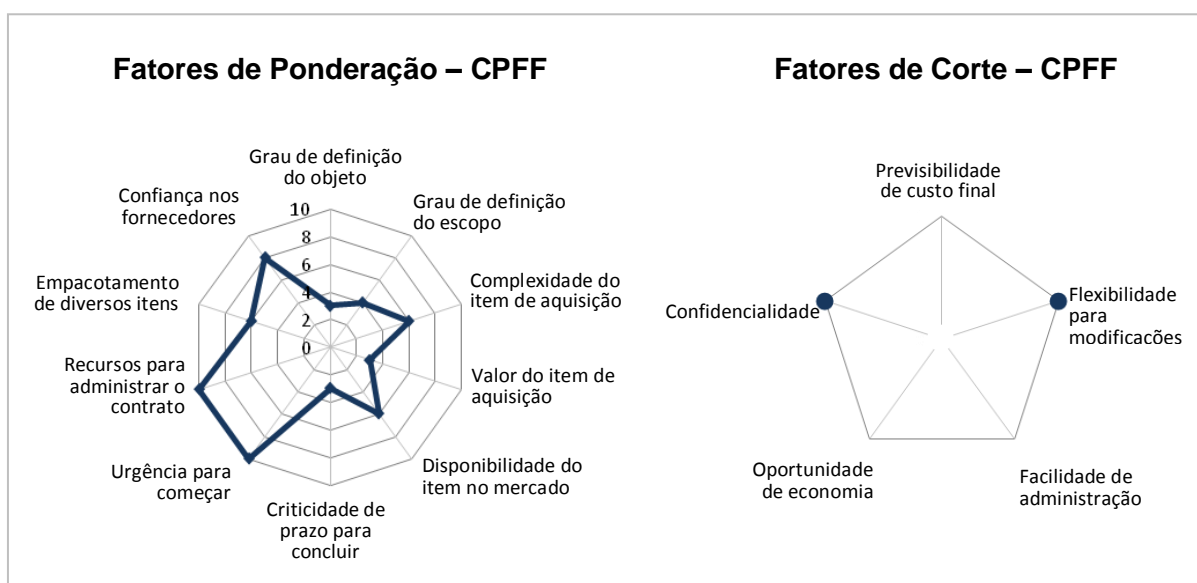 Fatores de Ponderação – CPFF
Grau de definição
do objeto
Grau de definição
do escopo
Complexidade do
item de aquisição
Valor do item de
aquisição
Disponibilidade do
item no mercado
Criticidade de
prazo para
concluir
Urgência para
começar
Recursos para
administrar o
contrato
Empacotamento
de diversos itens
Confiança nos
fornecedores
10
8
6
4
2
0
Fatores de Corte – CPFF
Previsibilidade
de custo final
Flexibilidade
para
modificacões
Facilidade de
administração
Oportunidade
de economia
Confidencialidade